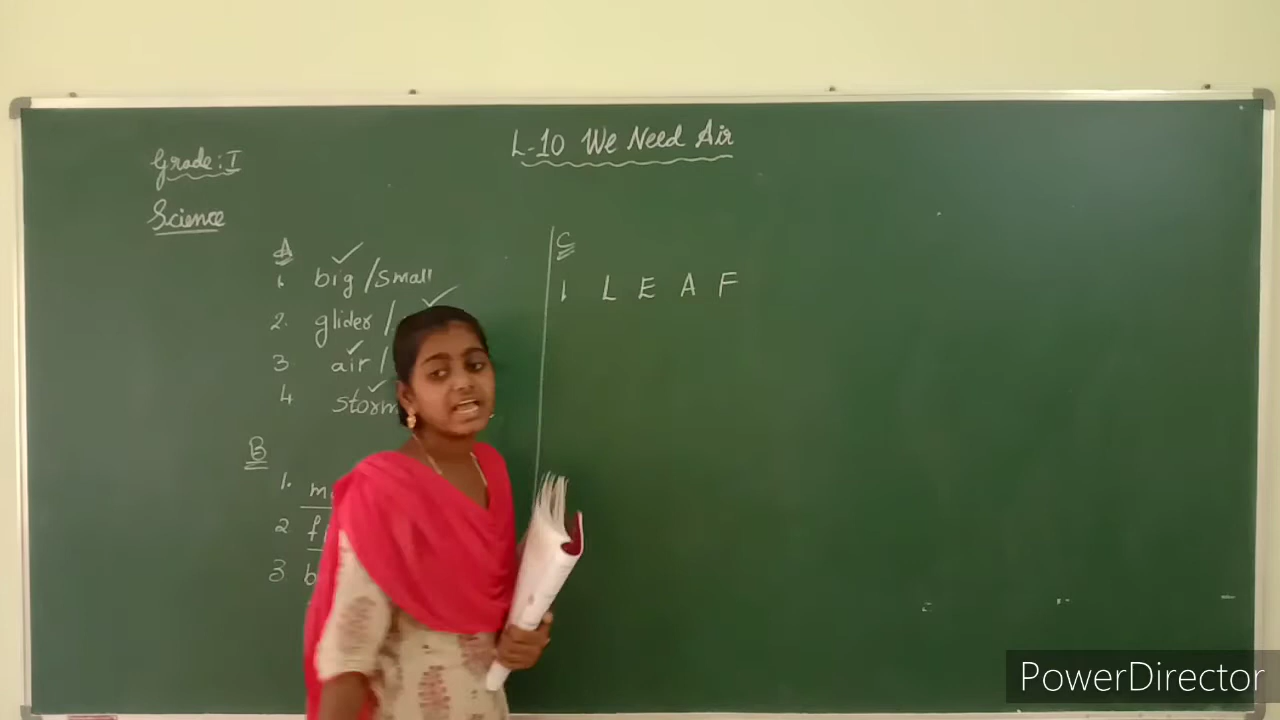 L-10 We Need Air
Grade: I
Science
A
1. big / small
2. glider /
3 air /
4 storm
B
1.
2
3
C
1 L E A F
PowerDirector